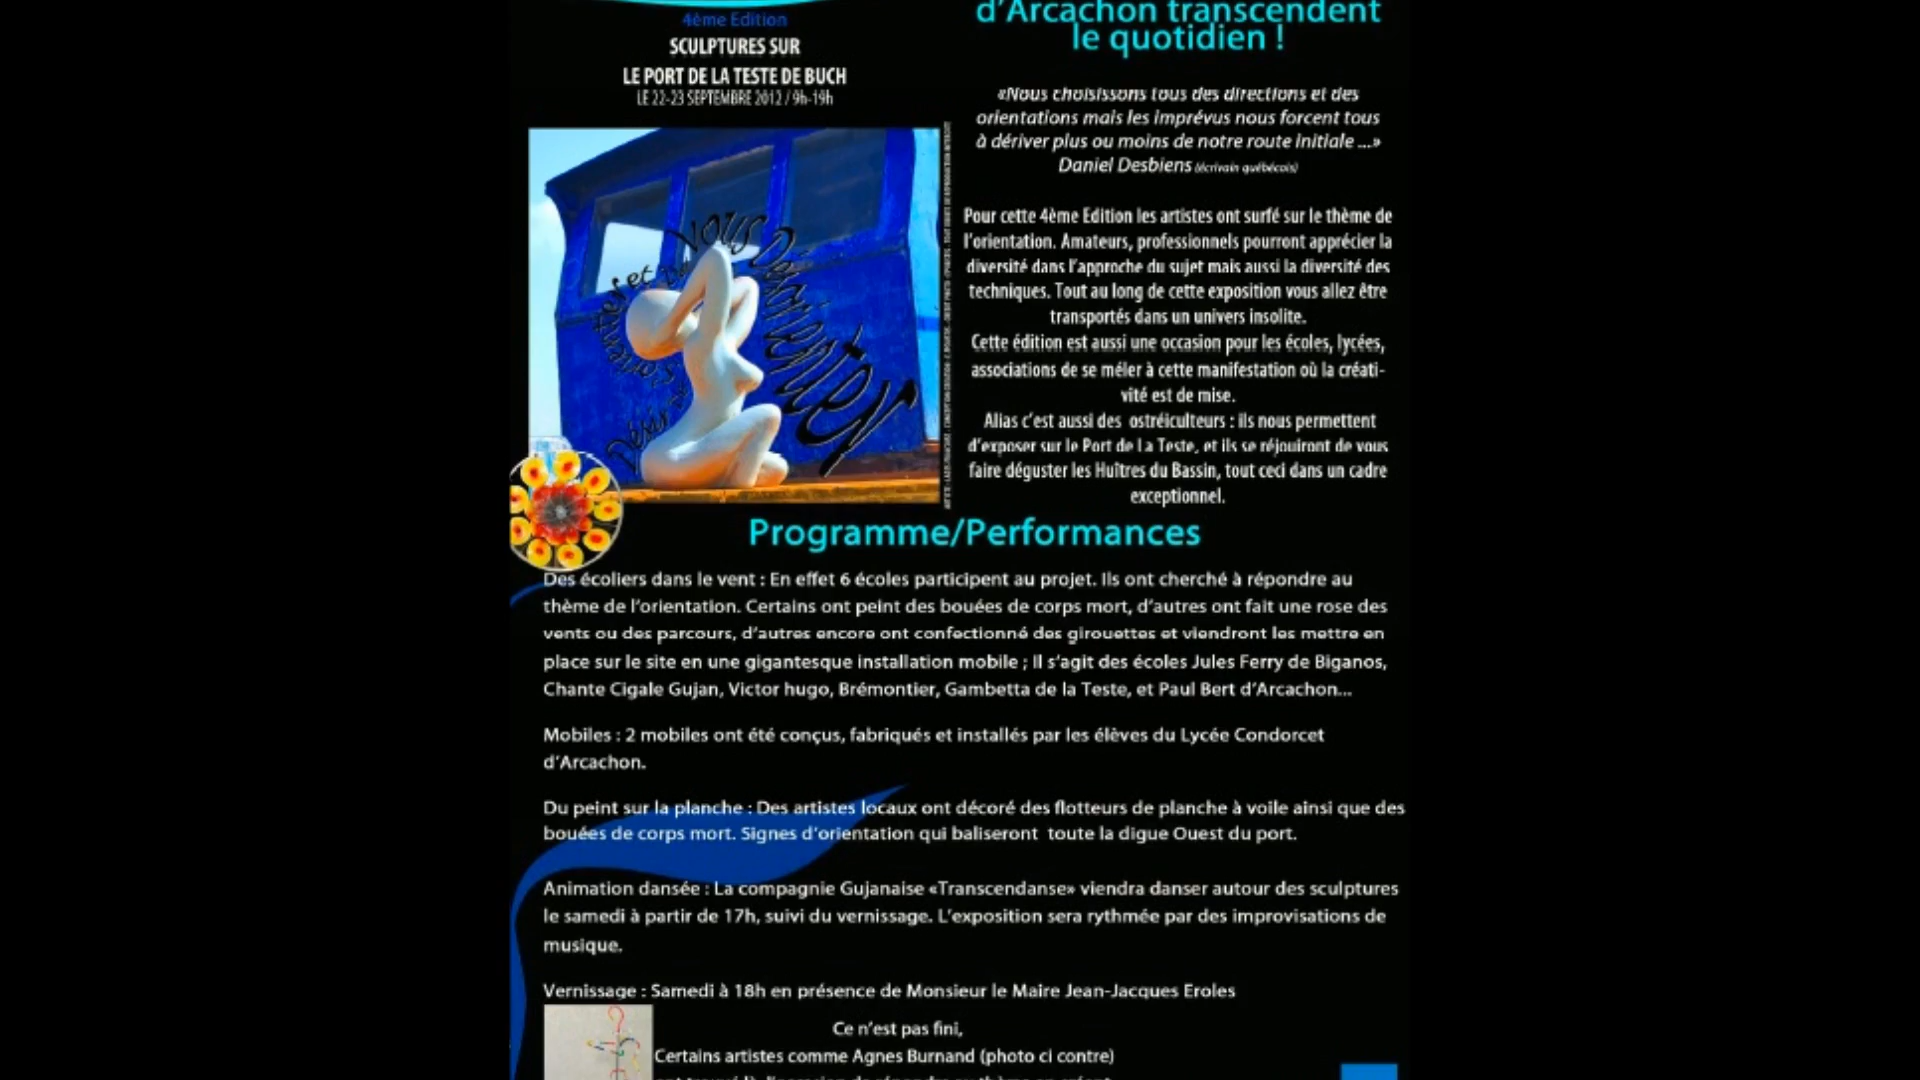 4ème Edition
SCULPTURES SUR
LE PORT DE LA TESTE DE BUCH
LE 22-23 SEPTEMBRE 2012 / 9h-19h
d'Arcachon transcendent
le quotidien !
«Nous choisissons tous des directions et des
orientations mais les imprévus nous forcent tous
à dériver plus ou moins de notre route initiale ...»
Daniel Desbiens (écrivain québécois)
Pour cette 4ème Edition les artistes ont surfé sur le thème de
l'orientation. Amateurs, professionnels pourront apprécier la
diversité dans l'approche du sujet mais aussi la diversité des
techniques. Tout au long de cette exposition vous allez être
transportés dans un univers insolite.
Cette édition est aussi une occasion pour les écoles, lycées,
associations de se méler à cette manifestation où la créati-
vité est de mise.
Alias c'est aussi des ostréiculteurs : ils nous permettent
d'exposer sur le Port de La Teste, et ils se réjouiront de vous
faire déguster les Huîtres du Bassin, tout ceci dans un cadre
exceptionnel.
Vous Désorienter
Programme/Performances
Des écoliers dans le vent : En effet 6 écoles participent au projet. Ils ont cherché à répondre au
thème de l'orientation. Certains ont peint des bouées de corps mort, d'autres ont fait une rose des
vents ou des parcours, d'autres encore ont confectionné des girouettes et viendront les mettre en
place sur le site en une gigantesque installation mobile ; Il s'agit des écoles Jules Ferry de Biganos,
Chante Cigale Gujan, Victor hugo, Brémontier, Gambetta de la Teste, et Paul Bert d'Arcachon...
Mobiles : 2 mobiles ont été conçus, fabriqués et installés par les élèves du Lycée Condorcet
d'Arcachon.
Du peint sur la planche : Des artistes locaux ont décoré des flotteurs de planche à voile ainsi que des
bouées de corps mort. Signes d'orientation qui baliseront toute la digue Ouest du port.
Animation dansée : La compagnie Gujanaise «Transcendanse» viendra danser autour des sculptures
le samedi à partir de 17h, suivi du vernissage. L'exposition sera rythmée par des improvisations de
musique.
Vernissage : Samedi à 18h en présence de Monsieur le Maire Jean-Jacques Eroles
Ce n'est pas fini,
Certains artistes comme Agnes Burnand (photo ci contre)